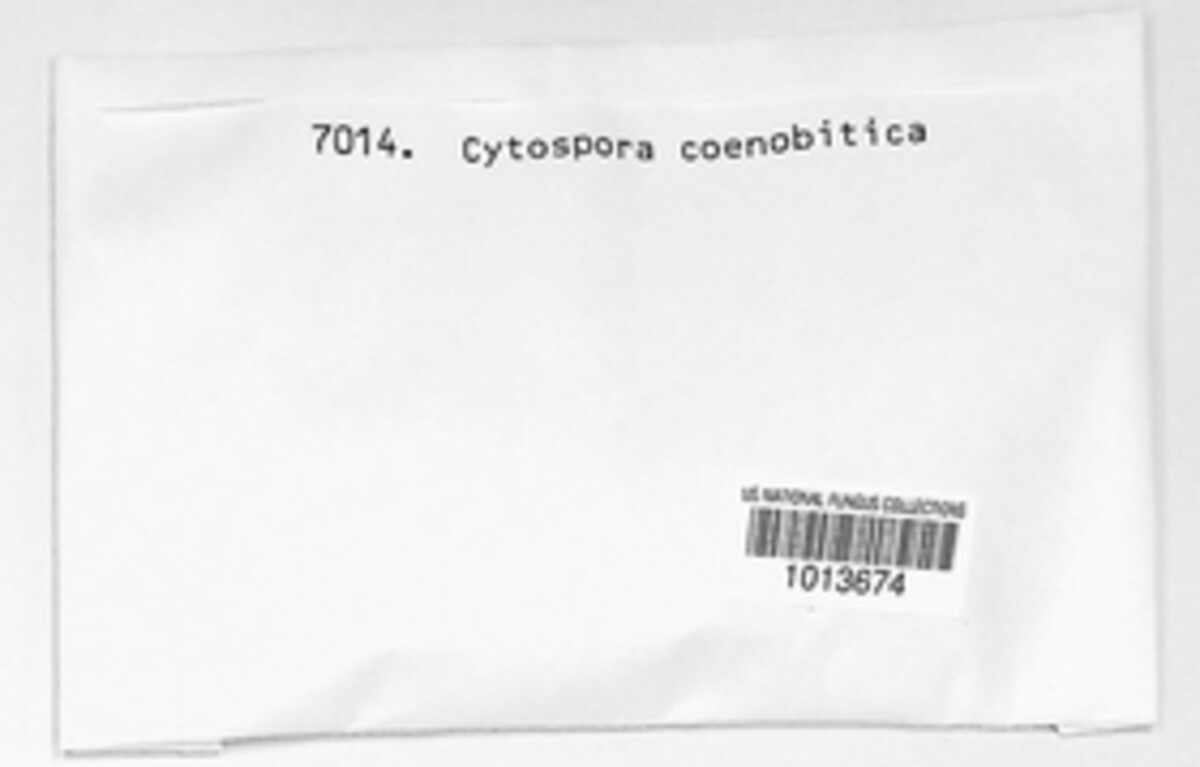 7014. Cytospora coenobitica
US NATIONAL FUNGUS COLLECTIONS
1013674